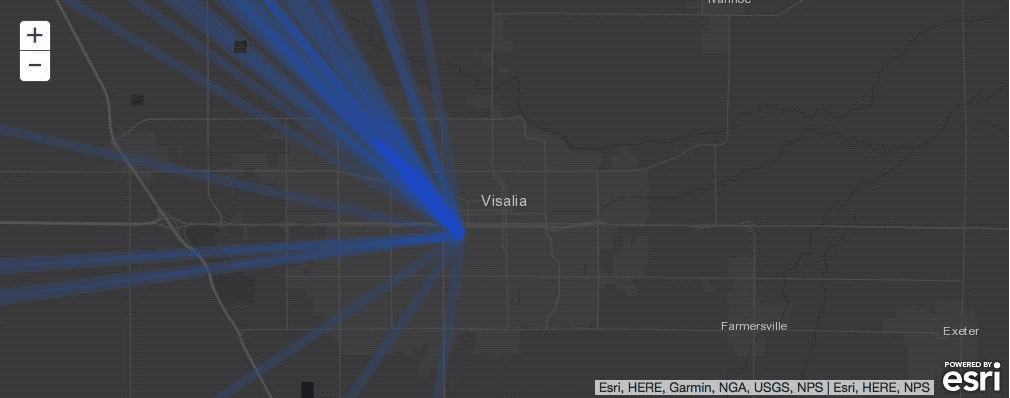 Ivanhoe
+
−
Visalia
Farmersville
Exeter
Esri, HERE, Garmin, NGA, USGS, NPS | Esri, HERE, NPS
POWERED BY
esri